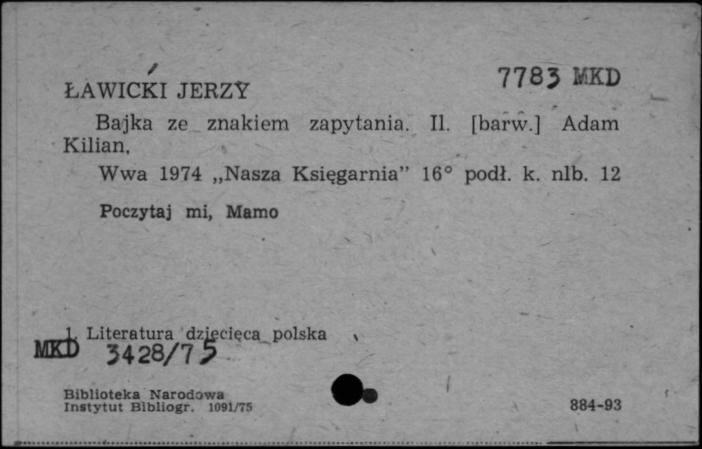 7783 MKD
ŁAWICKI JERZY
Bajka ze znakiem zapytania. Il. [barw.] Adam
Kilian.
Wwa 1974 „Nasza Księgarnia” 16° podł. k. nlb. 12
Poczytaj mi, Mamo
1. Literatura dziecięca polska
MKD 3428/75
Biblioteka Narodowa
Instytut Bibliogr. 1091/75
884-93